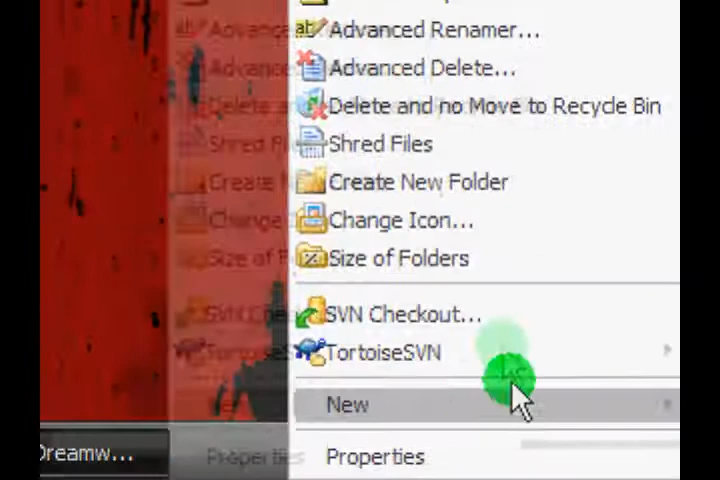 Advanced Renamer...
Advanced Delete...
Delete and no Move to Recycle Bin
Shred Files
Create New Folder
Change Icon...
Size of Folders
SVN Checkout...
TortoiseSVN
New
Dreamw...
Properties